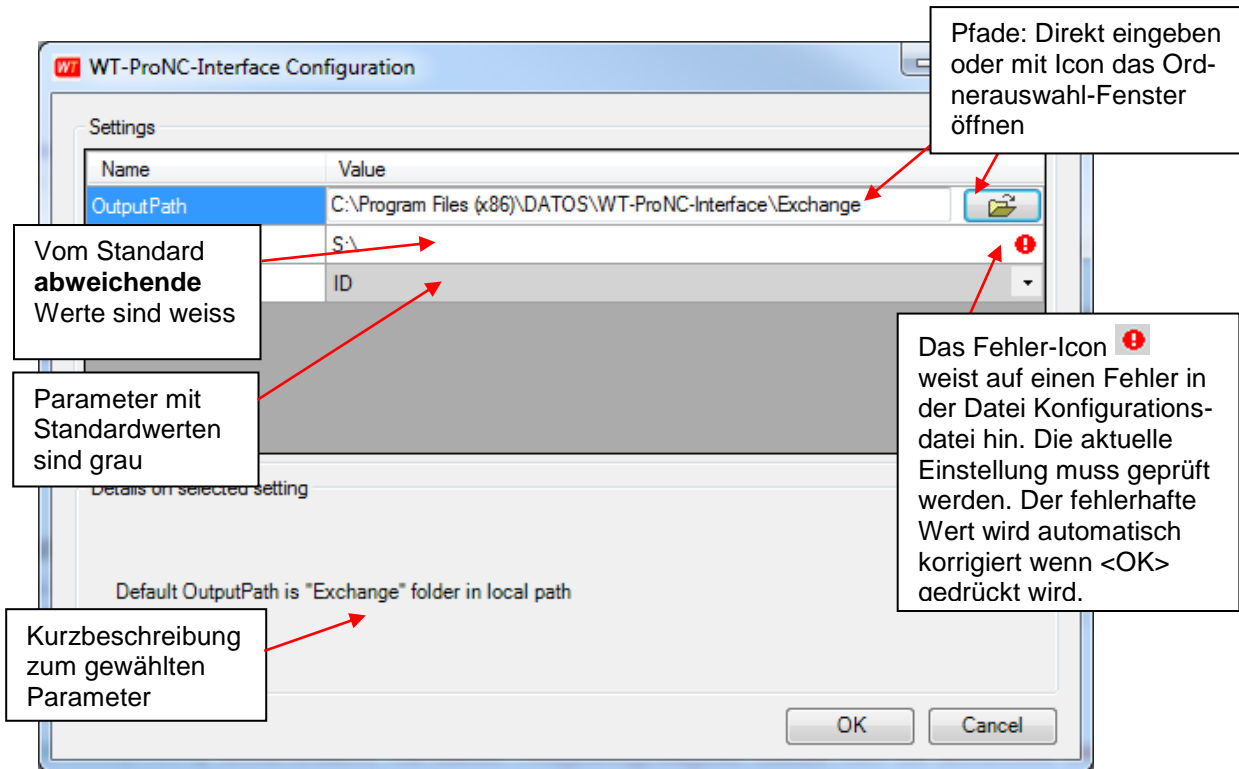 Pfade: Direkt eingeben
oder mit Icon das Ord-
nerauswahl-Fenster
öffnen
WT WT-ProNC-Interface Configuration
Settings
Name Value
OutputPath C:\Program Files (x86)\DATOS\WT-ProNC-Interface\Exchange
S:\
ID
Vom Standard
abweichende
Werte sind weiss
Parameter mit
Standardwerten
sind grau
Das Fehler-Icon
weist auf einen Fehler in
der Datei Konfigurations-
datei hin. Die aktuelle
Einstellung muss geprüft
werden. Der fehlerhafte
Wert wird automatisch
korrigiert wenn <OK>
gedrückt wird.
Details on selected setting
Default OutputPath is "Exchange" folder in local path
Kurzbeschreibung
zum gewählten
Parameter
OK Cancel